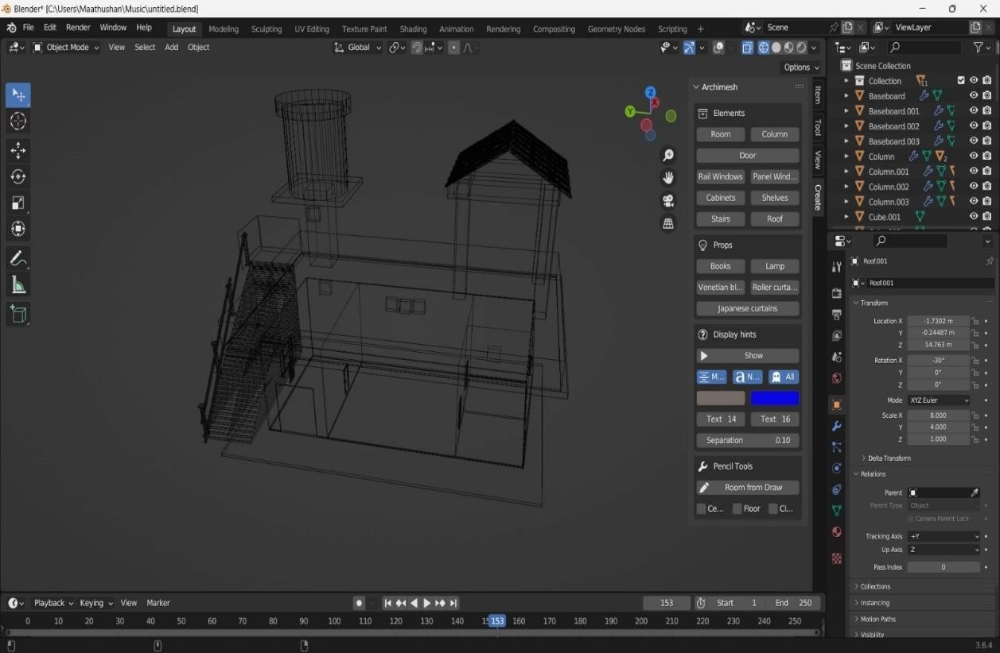 Blender* [C:\Users\Maathushan\Music\untitled.blend]
File Edit Render Window Help Layout Modeling Sculpting UV Editing Texture Paint Shading Animation Rendering Compositing Geometry Nodes Scripting + Scene ViewLayer
Object Mode View Select Add Object Global
Options
Scene Collection
Collection 11
Baseboard
Baseboard.001
Baseboard.002
Baseboard.003
Column 2
Column.001
Column.002
Column.003
Cube.001
Z
X
Y
Item
Tool
View
Create
Archimesh
Elements
Room Column
Door
Rail Windows Panel Wind...
Cabinets Shelves
Stairs Roof
Props
Books Lamp
Venetian bl... Roller curta...
Japanese curtains
Display hints
Show
M... a N... All
Text 14 Text 16
Separation 0.10
Pencil Tools
Room from Draw
Ce... Floor Cl...
Roof.001
Roof.001
Transform
Location X -1.7302 m
Y -0.24487 m
Z 14.763 m
Rotation X -30°
Y 0°
Z 0°
Mode XYZ Euler
Scale X 8.000
Y 4.000
Z 1.000
Delta Transform
Relations
Parent
Parent Type Object
Camera Parent Lock
Tracking Axis +Y
Up Axis Z
Pass Index 0
Collections
Instancing
Motion Paths
Visibility
Playback Keying View Marker 153 Start 1 End 250
0 10 20 30 40 50 60 70 80 90 100 110 120 130 140 153 160 170 180 190 200 210 220 230 240 250
3.6.4